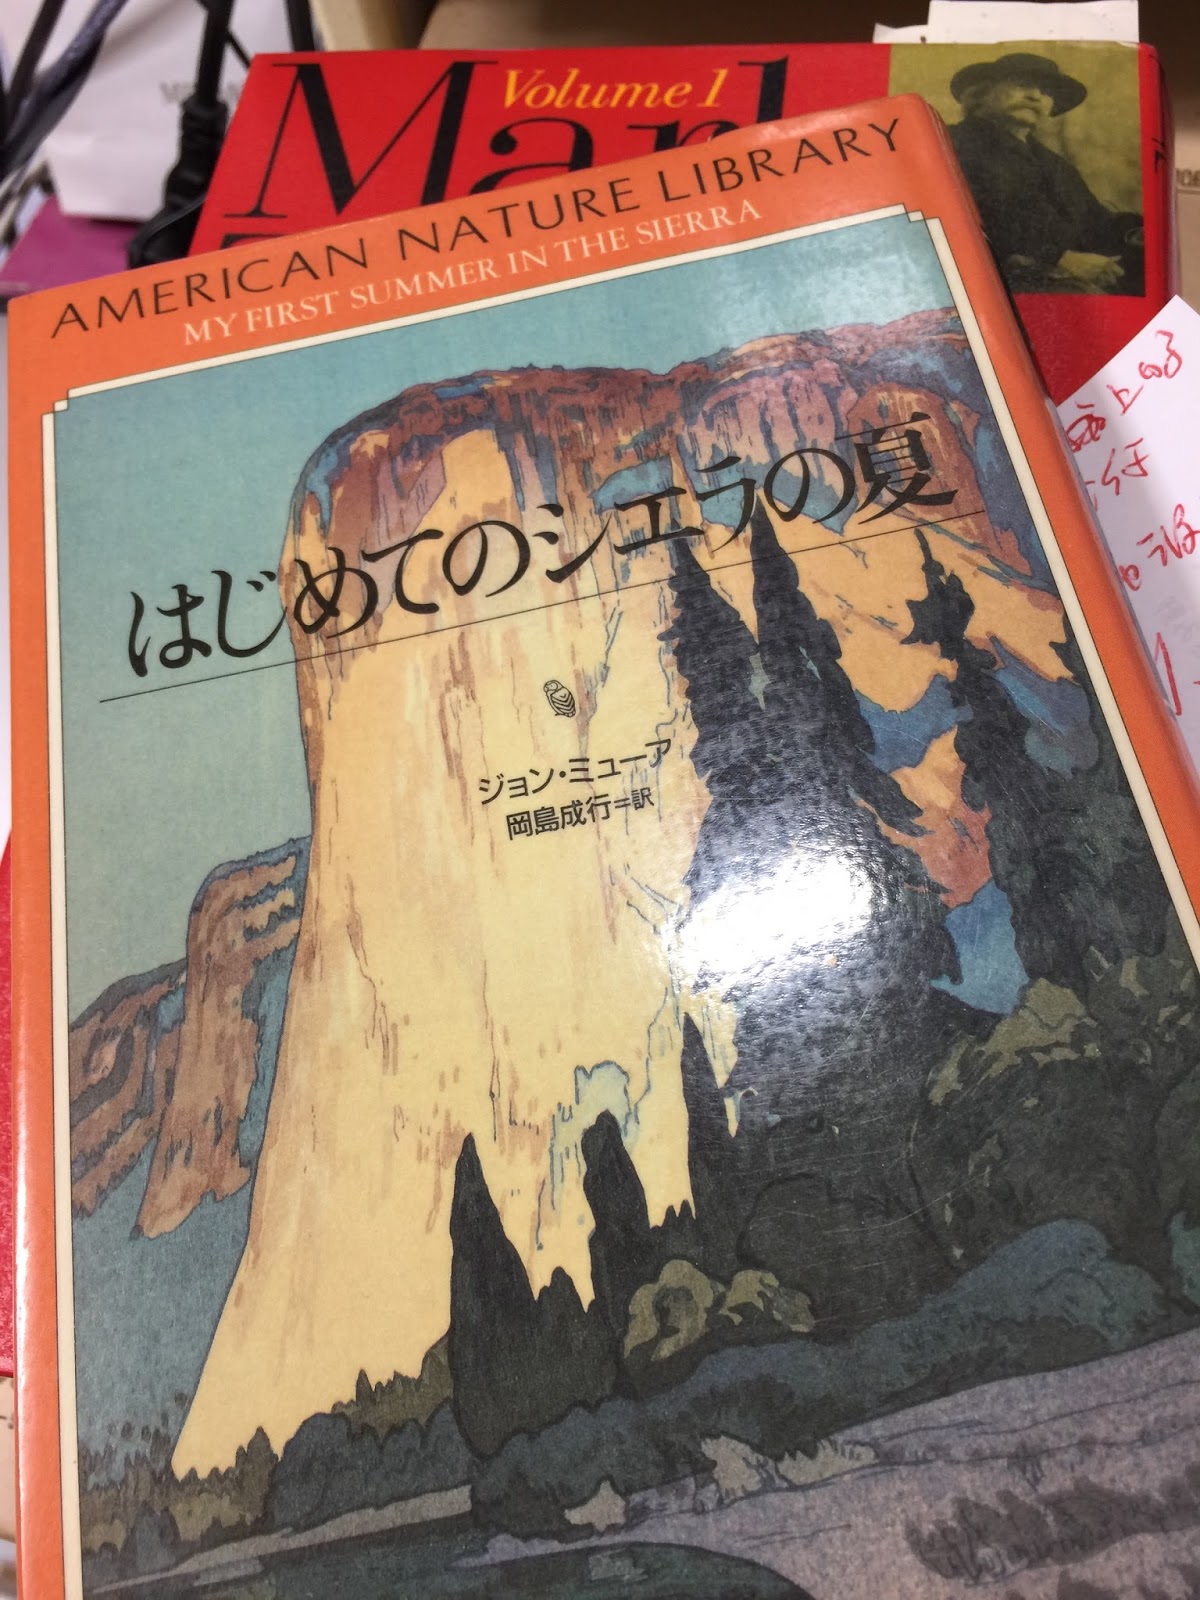 Volume 1
Mark
AMERICAN NATURE LIBRARY
MY FIRST SUMMER IN THE SIERRA
はじめてのシエラの夏
ジョン・ミューア
岡島成行=訳